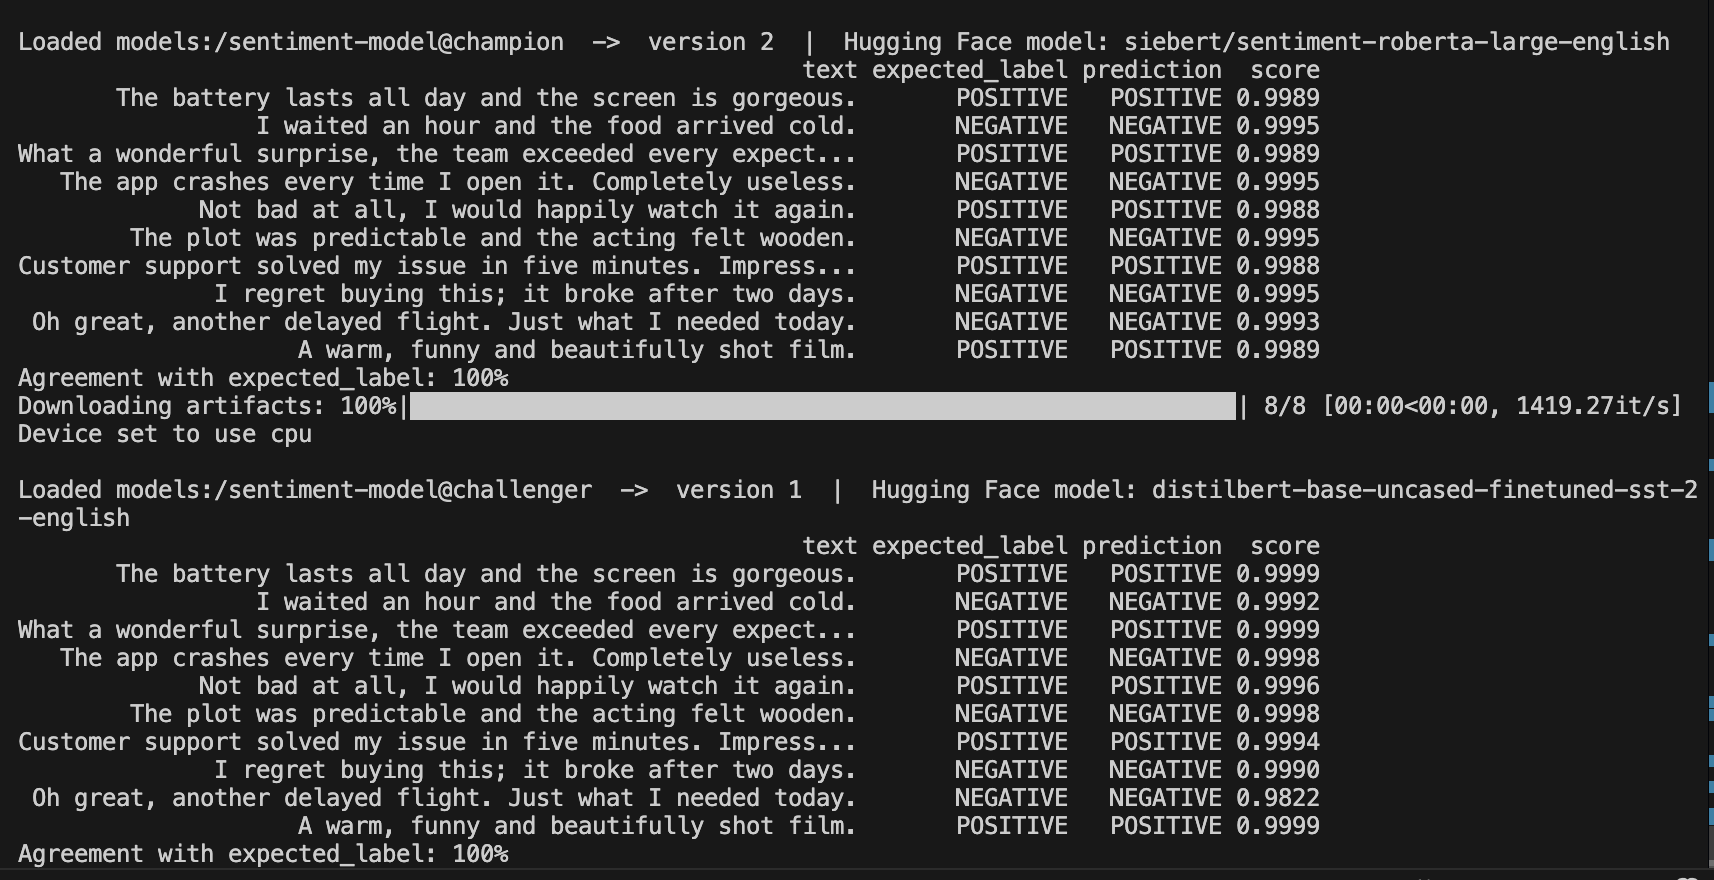 Loaded models:/sentiment-model@champion  ->  version 2  |  Hugging Face model: siebert/sentiment-roberta-large-english
                                                        text expected_label prediction  score
       The battery lasts all day and the screen is gorgeous.       POSITIVE   POSITIVE 0.9989
                 I waited an hour and the food arrived cold.       NEGATIVE   NEGATIVE 0.9995
What a wonderful surprise, the team exceeded every expect...       POSITIVE   POSITIVE 0.9989
   The app crashes every time I open it. Completely useless.       NEGATIVE   NEGATIVE 0.9995
             Not bad at all, I would happily watch it again.       POSITIVE   POSITIVE 0.9988
        The plot was predictable and the acting felt wooden.       NEGATIVE   NEGATIVE 0.9995
Customer support solved my issue in five minutes. Impress...       POSITIVE   POSITIVE 0.9988
              I regret buying this; it broke after two days.       NEGATIVE   NEGATIVE 0.9995
 Oh great, another delayed flight. Just what I needed today.       NEGATIVE   NEGATIVE 0.9993
                    A warm, funny and beautifully shot film.       POSITIVE   POSITIVE 0.9989
Agreement with expected_label: 100%
Downloading artifacts: 100%|| 8/8 [00:00<00:00, 1419.27it/s]
Device set to use cpu

Loaded models:/sentiment-model@challenger  ->  version 1  |  Hugging Face model: distilbert-base-uncased-finetuned-sst-2
-english
                                                        text expected_label prediction  score
       The battery lasts all day and the screen is gorgeous.       POSITIVE   POSITIVE 0.9999
                 I waited an hour and the food arrived cold.       NEGATIVE   NEGATIVE 0.9992
What a wonderful surprise, the team exceeded every expect...       POSITIVE   POSITIVE 0.9999
   The app crashes every time I open it. Completely useless.       NEGATIVE   NEGATIVE 0.9998
             Not bad at all, I would happily watch it again.       POSITIVE   POSITIVE 0.9996
        The plot was predictable and the acting felt wooden.       NEGATIVE   NEGATIVE 0.9998
Customer support solved my issue in five minutes. Impress...       POSITIVE   POSITIVE 0.9994
              I regret buying this; it broke after two days.       NEGATIVE   NEGATIVE 0.9990
 Oh great, another delayed flight. Just what I needed today.       NEGATIVE   NEGATIVE 0.9822
                    A warm, funny and beautifully shot film.       POSITIVE   POSITIVE 0.9999
Agreement with expected_label: 100%